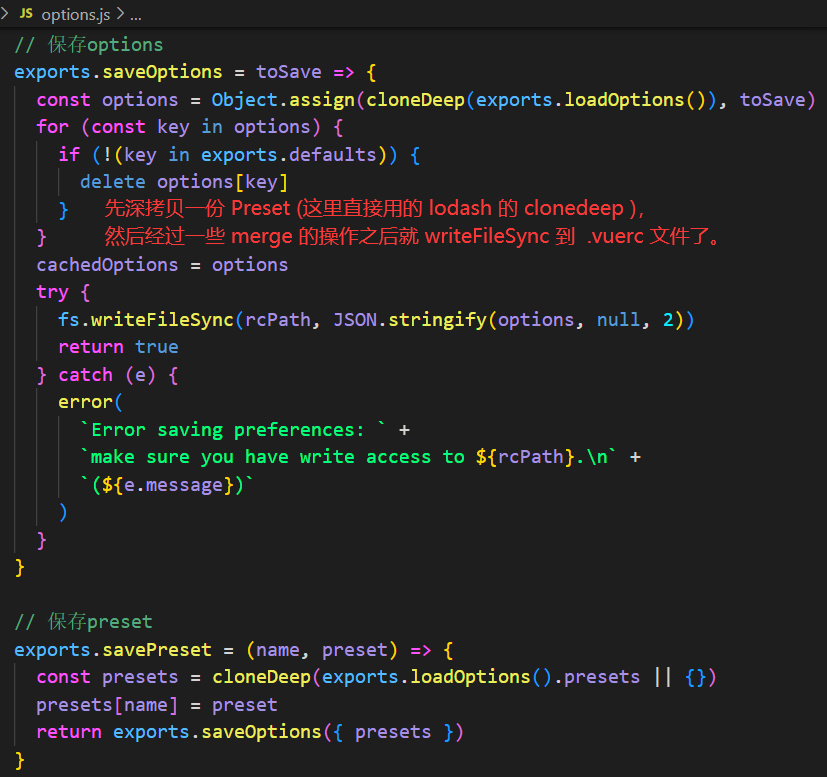 JS options.js > ...
// 保存options
exports.saveOptions = toSave => {
  const options = Object.assign(cloneDeep(exports.loadOptions()), toSave)
  for (const key in options) {
    if (!(key in exports.defaults)) {
      delete options[key]
    } 先深拷贝一份 Preset (这里直接用的 lodash 的 clonedeep ),
  } 然后经过一些 merge 的操作之后就 writeFileSync 到 .vuerc 文件了。
  cachedOptions = options
  try {
    fs.writeFileSync(rcPath, JSON.stringify(options, null, 2))
    return true
  } catch (e) {
    error(
      `Error saving preferences: ` +
      `make sure you have write access to ${rcPath}.\n` +
      `(${e.message})`
    )
  }
}
// 保存preset
exports.savePreset = (name, preset) => {
  const presets = cloneDeep(exports.loadOptions().presets || {})
  presets[name] = preset
  return exports.saveOptions({ presets })
}